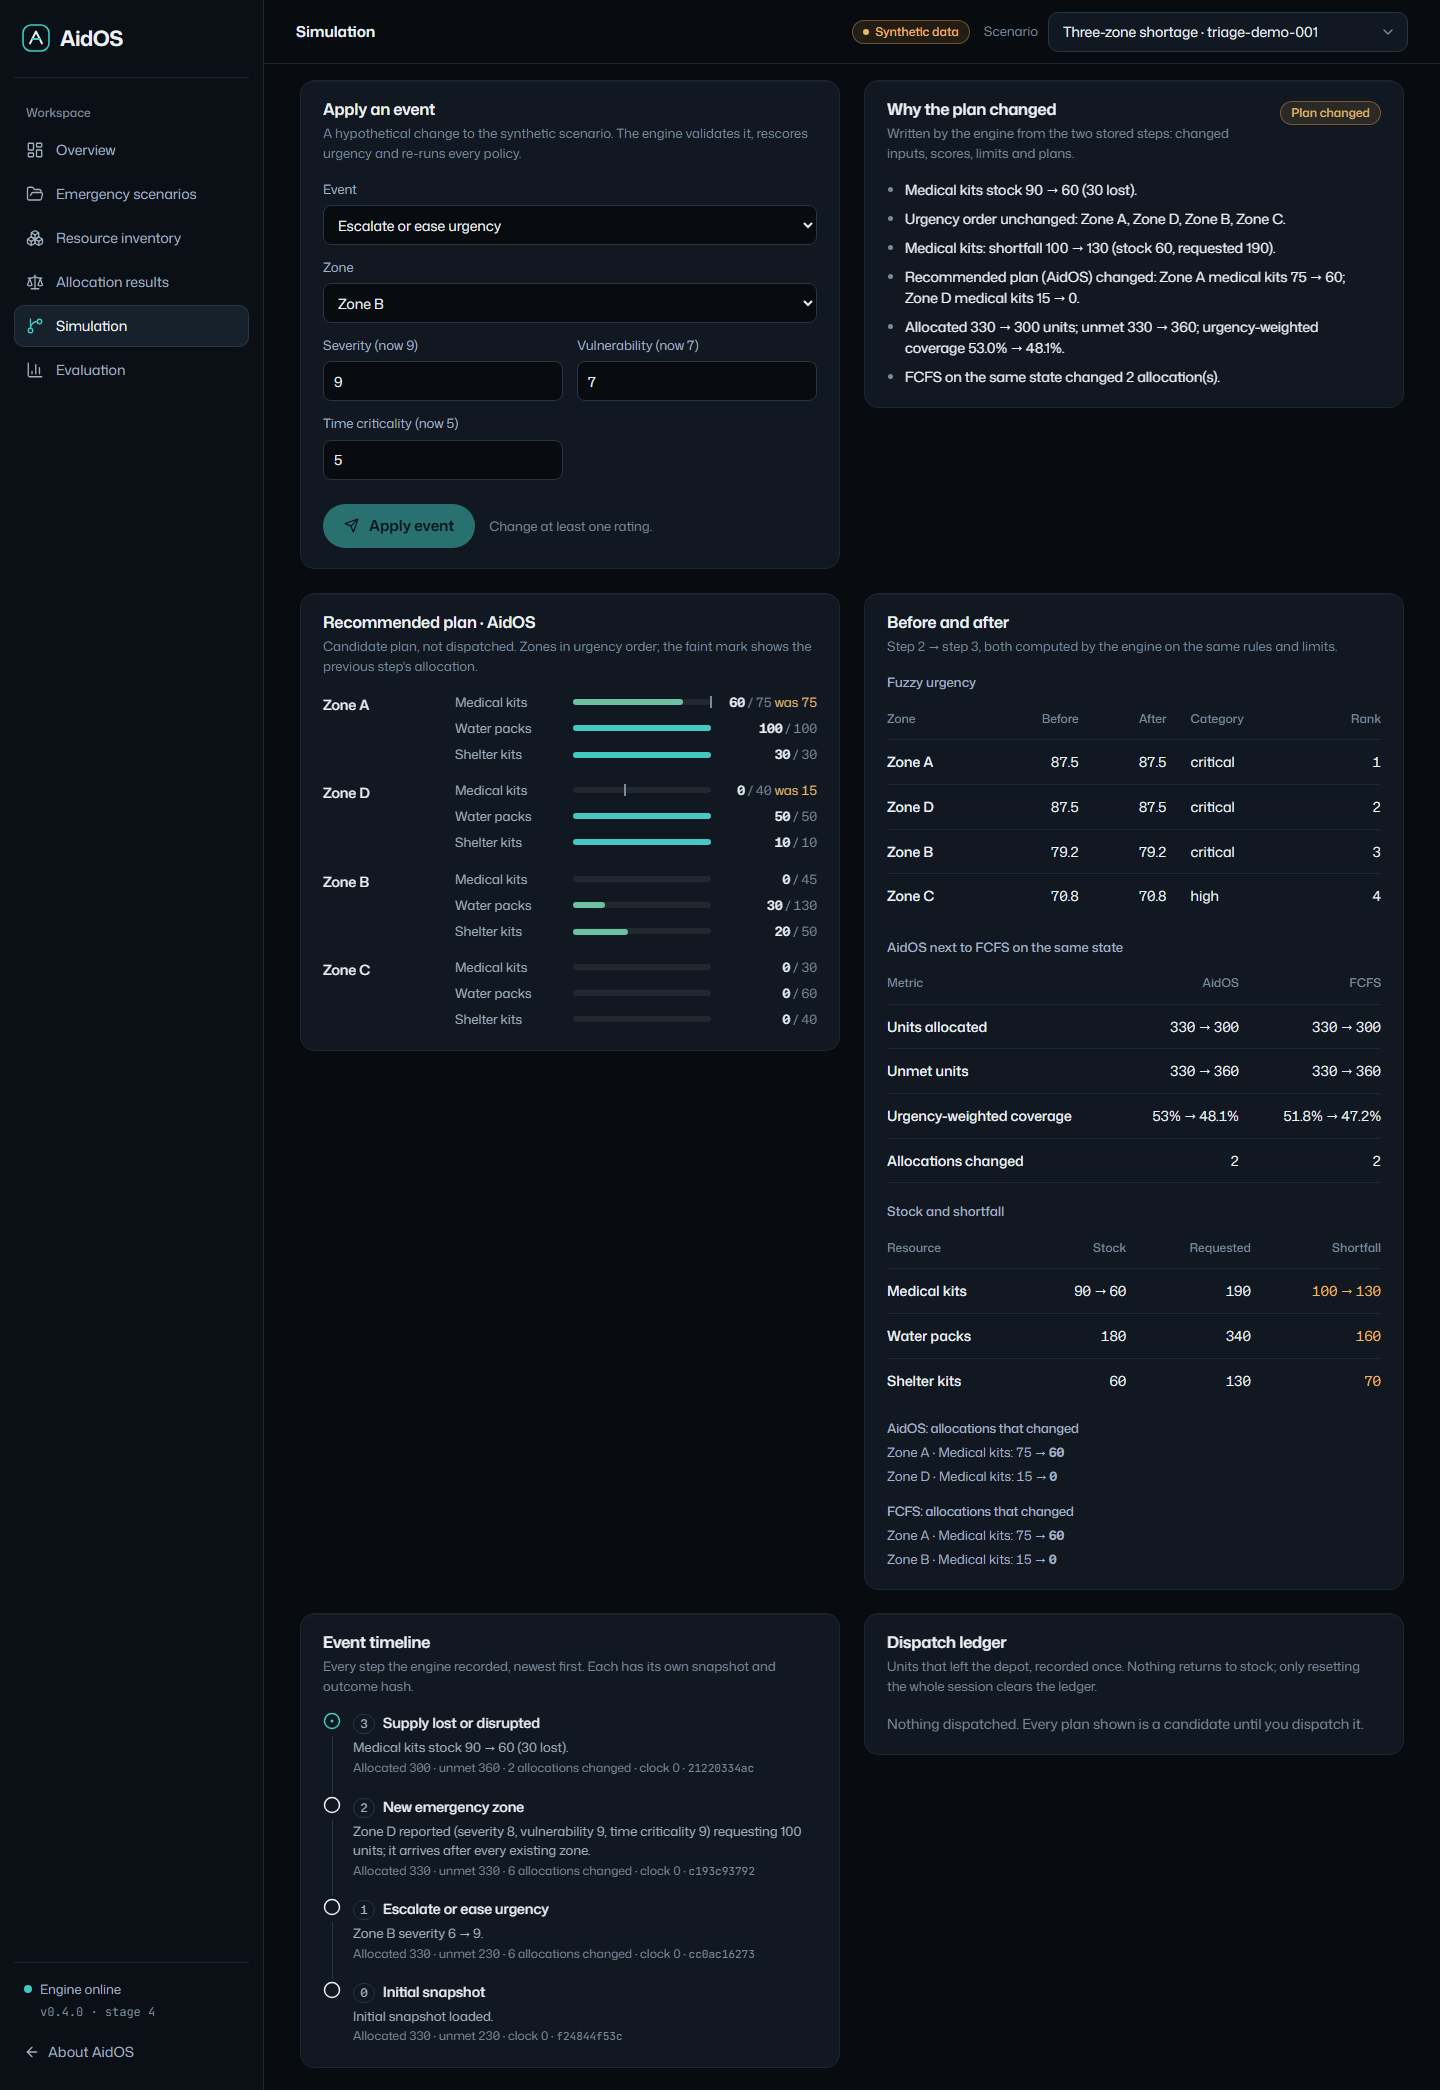 AidOS
Workspace
Overview
Emergency scenarios
Resource inventory
Allocation results
Simulation
Evaluation
Engine online
v0.4.0 · stage 4
← About AidOS
Simulation
Synthetic data
Scenario
Three-zone shortage · triage-demo-001
Apply an event
A hypothetical change to the synthetic scenario. The engine validates it, rescores
urgency and re-runs every policy.
Event
Escalate or ease urgency
Zone
Zone B
Severity (now 9) Vulnerability (now 7)
9 7
Time criticality (now 5)
5
Apply event Change at least one rating.
Why the plan changed
Plan changed
Written by the engine from the two stored steps: changed
inputs, scores, limits and plans.
• Medical kits stock 90 → 60 (30 lost).
• Urgency order unchanged: Zone A, Zone D, Zone B, Zone C.
• Medical kits: shortfall 100 → 130 (stock 60, requested 190).
• Recommended plan (AidOS) changed: Zone A medical kits 75 → 60;
Zone D medical kits 15 → 0.
• Allocated 330 → 300 units; unmet 330 → 360; urgency-weighted
coverage 53.0% → 48.1%.
• FCFS on the same state changed 2 allocation(s).
Recommended plan · AidOS
Candidate plan, not dispatched. Zones in urgency order; the faint mark shows the
previous step's allocation.
Zone A Medical kits 60 / 75 was 75
Water packs 100 / 100
Shelter kits 30 / 30
Zone D Medical kits 0 / 40 was 15
Water packs 50 / 50
Shelter kits 10 / 10
Zone B Medical kits 0 / 45
Water packs 30 / 130
Shelter kits 20 / 50
Zone C Medical kits 0 / 30
Water packs 0 / 60
Shelter kits 0 / 40
Before and after
Step 2 → step 3, both computed by the engine on the same rules and limits.
Fuzzy urgency
Zone Before After Category Rank
Zone A 87.5 87.5 critical 1
Zone D 87.5 87.5 critical 2
Zone B 79.2 79.2 critical 3
Zone C 70.8 70.8 high 4
AidOS next to FCFS on the same state
Metric AidOS FCFS
Units allocated 330 → 300 330 → 300
Unmet units 330 → 360 330 → 360
Urgency-weighted coverage 53% → 48.1% 51.8% → 47.2%
Allocations changed 2 2
Stock and shortfall
Resource Stock Requested Shortfall
Medical kits 90 → 60 190 100 → 130
Water packs 180 340 160
Shelter kits 60 130 70
AidOS: allocations that changed
Zone A · Medical kits: 75 → 60
Zone D · Medical kits: 15 → 0
FCFS: allocations that changed
Zone A · Medical kits: 75 → 60
Zone B · Medical kits: 15 → 0
Event timeline
Every step the engine recorded, newest first. Each has its own snapshot and
outcome hash.
3 Supply lost or disrupted
Medical kits stock 90 → 60 (30 lost).
Allocated 300 · unmet 360 · 2 allocations changed · clock 0 · 21220334ac
2 New emergency zone
Zone D reported (severity 8, vulnerability 9, time criticality 9) requesting 100
units; it arrives after every existing zone.
Allocated 330 · unmet 330 · 6 allocations changed · clock 0 · c193c93792
1 Escalate or ease urgency
Zone B severity 6 → 9.
Allocated 330 · unmet 230 · 6 allocations changed · clock 0 · cc0ac16273
0 Initial snapshot
Initial snapshot loaded.
Allocated 330 · unmet 230 · clock 0 · f24844f53c
Dispatch ledger
Units that left the depot, recorded once. Nothing returns to stock; only resetting
the whole session clears the ledger.
Nothing dispatched. Every plan shown is a candidate until you dispatch it.